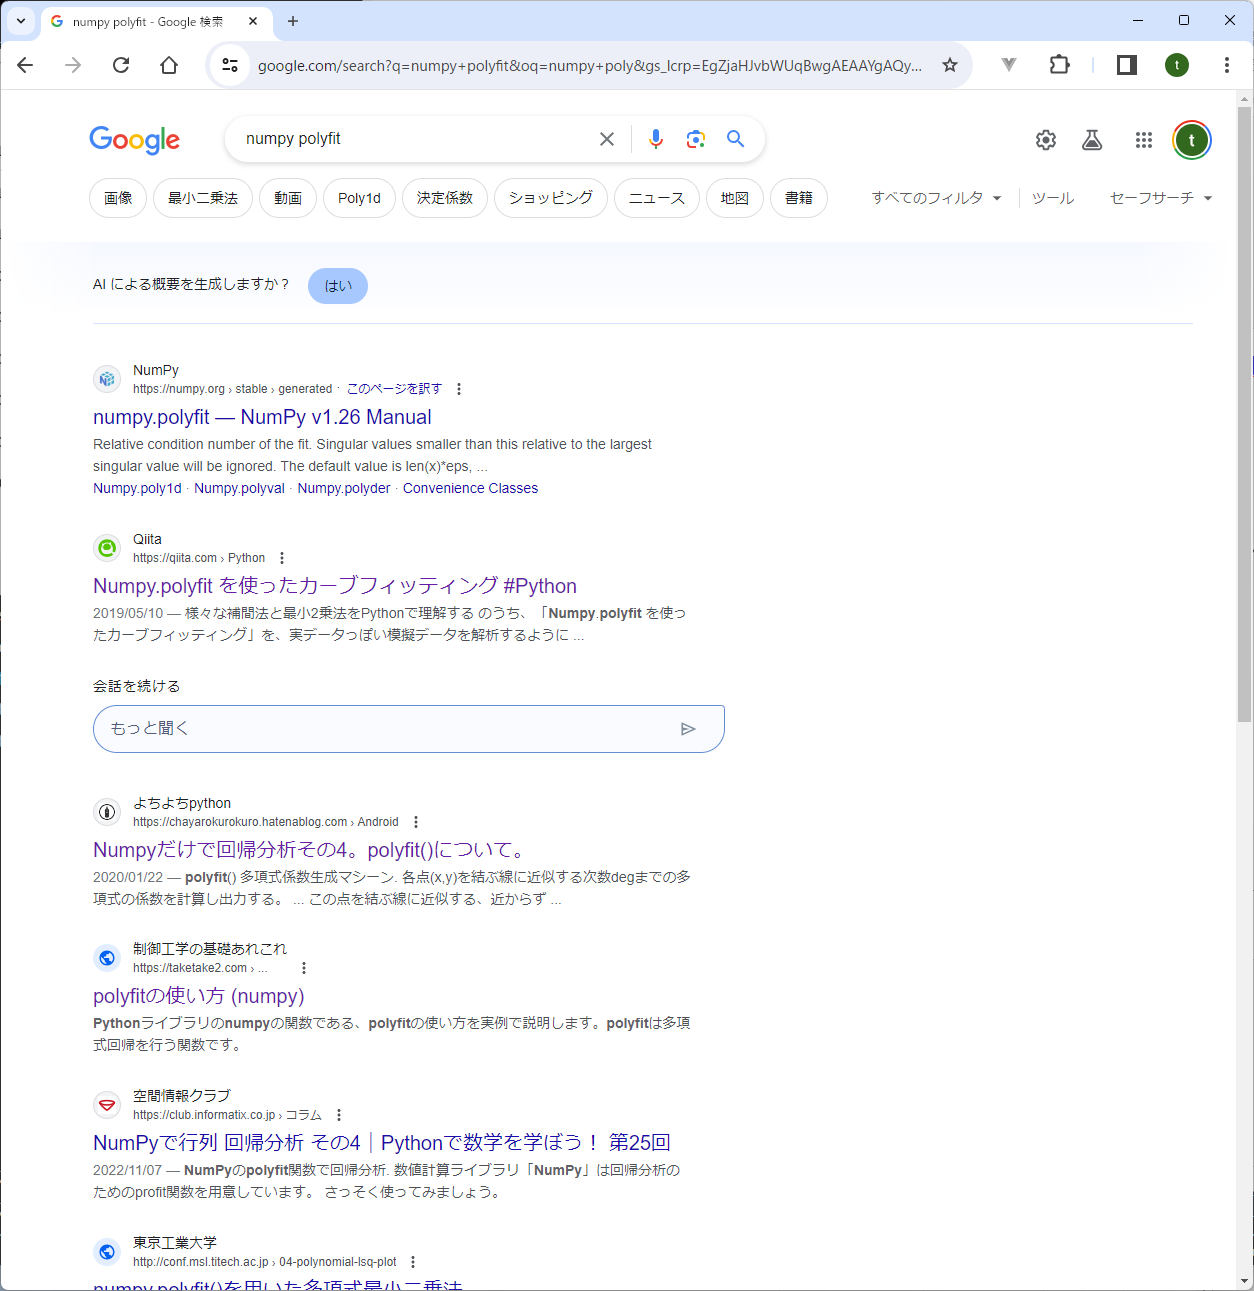 numpy polyfit - Google 検索
google.com/search?q=numpy+polyfit&oq=numpy+poly&gs_lcrp=EgZjaHJvbWUqBwgAEAAYgAQy...
t
Google
numpy polyfit
t
画像
最小二乗法
動画
Poly1d
決定係数
ショッピング
ニュース
地図
書籍
すべてのフィルタ
ツール
セーフサーチ
AI による概要を生成しますか？
はい
NumPy
https://numpy.org › stable › generated · このページを訳す
numpy.polyfit — NumPy v1.26 Manual
Relative condition number of the fit. Singular values smaller than this relative to the largest
singular value will be ignored. The default value is len(x)*eps, ...
Numpy.poly1d · Numpy.polyval · Numpy.polyder · Convenience Classes
Qiita
https://qiita.com › Python
Numpy.polyfit を使ったカーブフィッティング #Python
2019/05/10 — 様々な補間法と最小2乗法をPythonで理解する のうち、「Numpy.polyfit を使っ
たカーブフィッティング」を、実データっぽい模擬データを解析するように ...
会話を続ける
もっと聞く
よちよちpython
https://chayarokurokuro.hatenablog.com › Android
Numpyだけで回帰分析その4。polyfit()について。
2020/01/22 — polyfit() 多項式係数生成マシーン. 各点(x,y)を結ぶ線に近似する次数degまでの多
項式の係数を計算し出力する。 ... この点を結ぶ線に近似する、近からず ...
制御工学の基礎あれこれ
https://taketake2.com › ...
polyfitの使い方 (numpy)
Pythonライブラリのnumpyの関数である、polyfitの使い方を実例で説明します。polyfitは多項
式回帰を行う関数です。
空間情報クラブ
https://club.informatix.co.jp › コラム
NumPyで行列 回帰分析 その4｜Pythonで数学を学ぼう！ 第25回
2022/11/07 — NumPyのpolyfit関数で回帰分析. 数値計算ライブラリ「NumPy」は回帰分析の
ためのprofit関数を用意しています。 さっそく使ってみましょう。
東京工業大学
http://conf.msl.titech.ac.jp › 04-polynomial-lsq-plot
numpy.polyfit()を用いた多項式最小二乗法